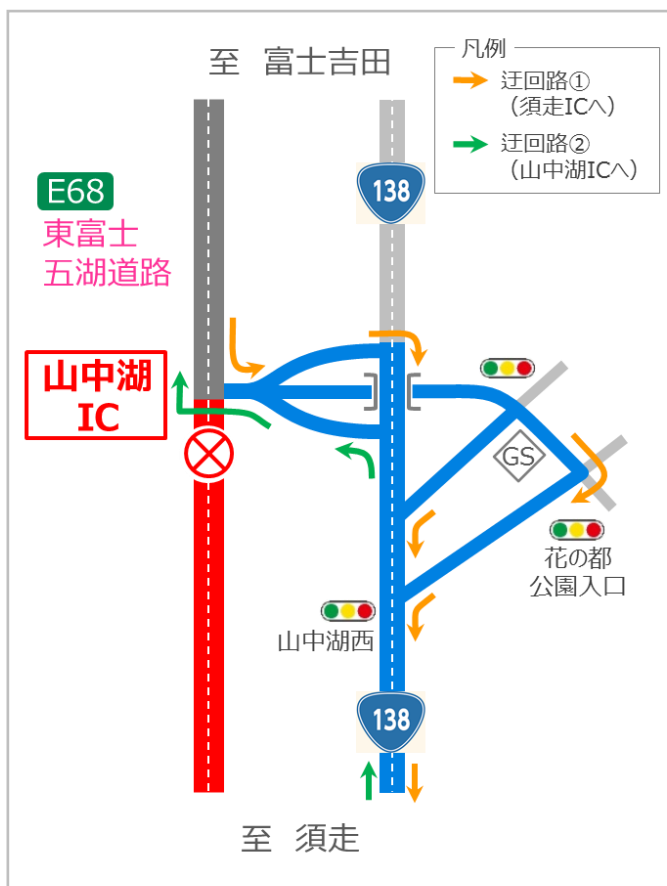 至 富士吉田
凡例
迂回路①
（須走ICへ）
迂回路②
（山中湖ICへ）
138
E68
東富士
五湖道路
山中湖
IC
GS
花の都
公園入口
山中湖西
138
至 須走